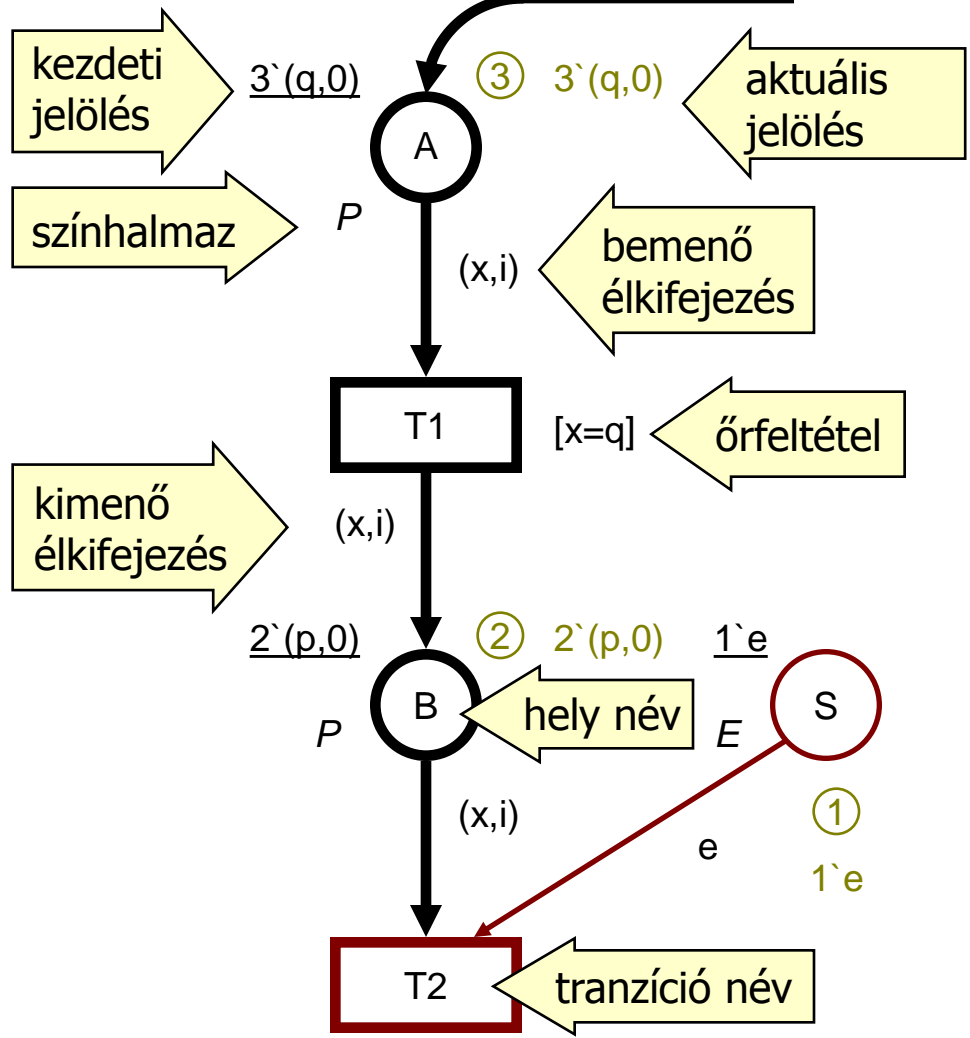 kezdeti
jelölés
3`(q,0)
3
3`(q,0)
aktuális
jelölés
A
színhalmaz
P
(x,i)
bemenő
élkifejezés
T1
[x=q]
őrfeltétel
kimenő
élkifejezés
(x,i)
2`(p,0)
2
2`(p,0)
1`e
B
hely név
S
P
E
(x,i)
1
e
1`e
T2
tranzíció név